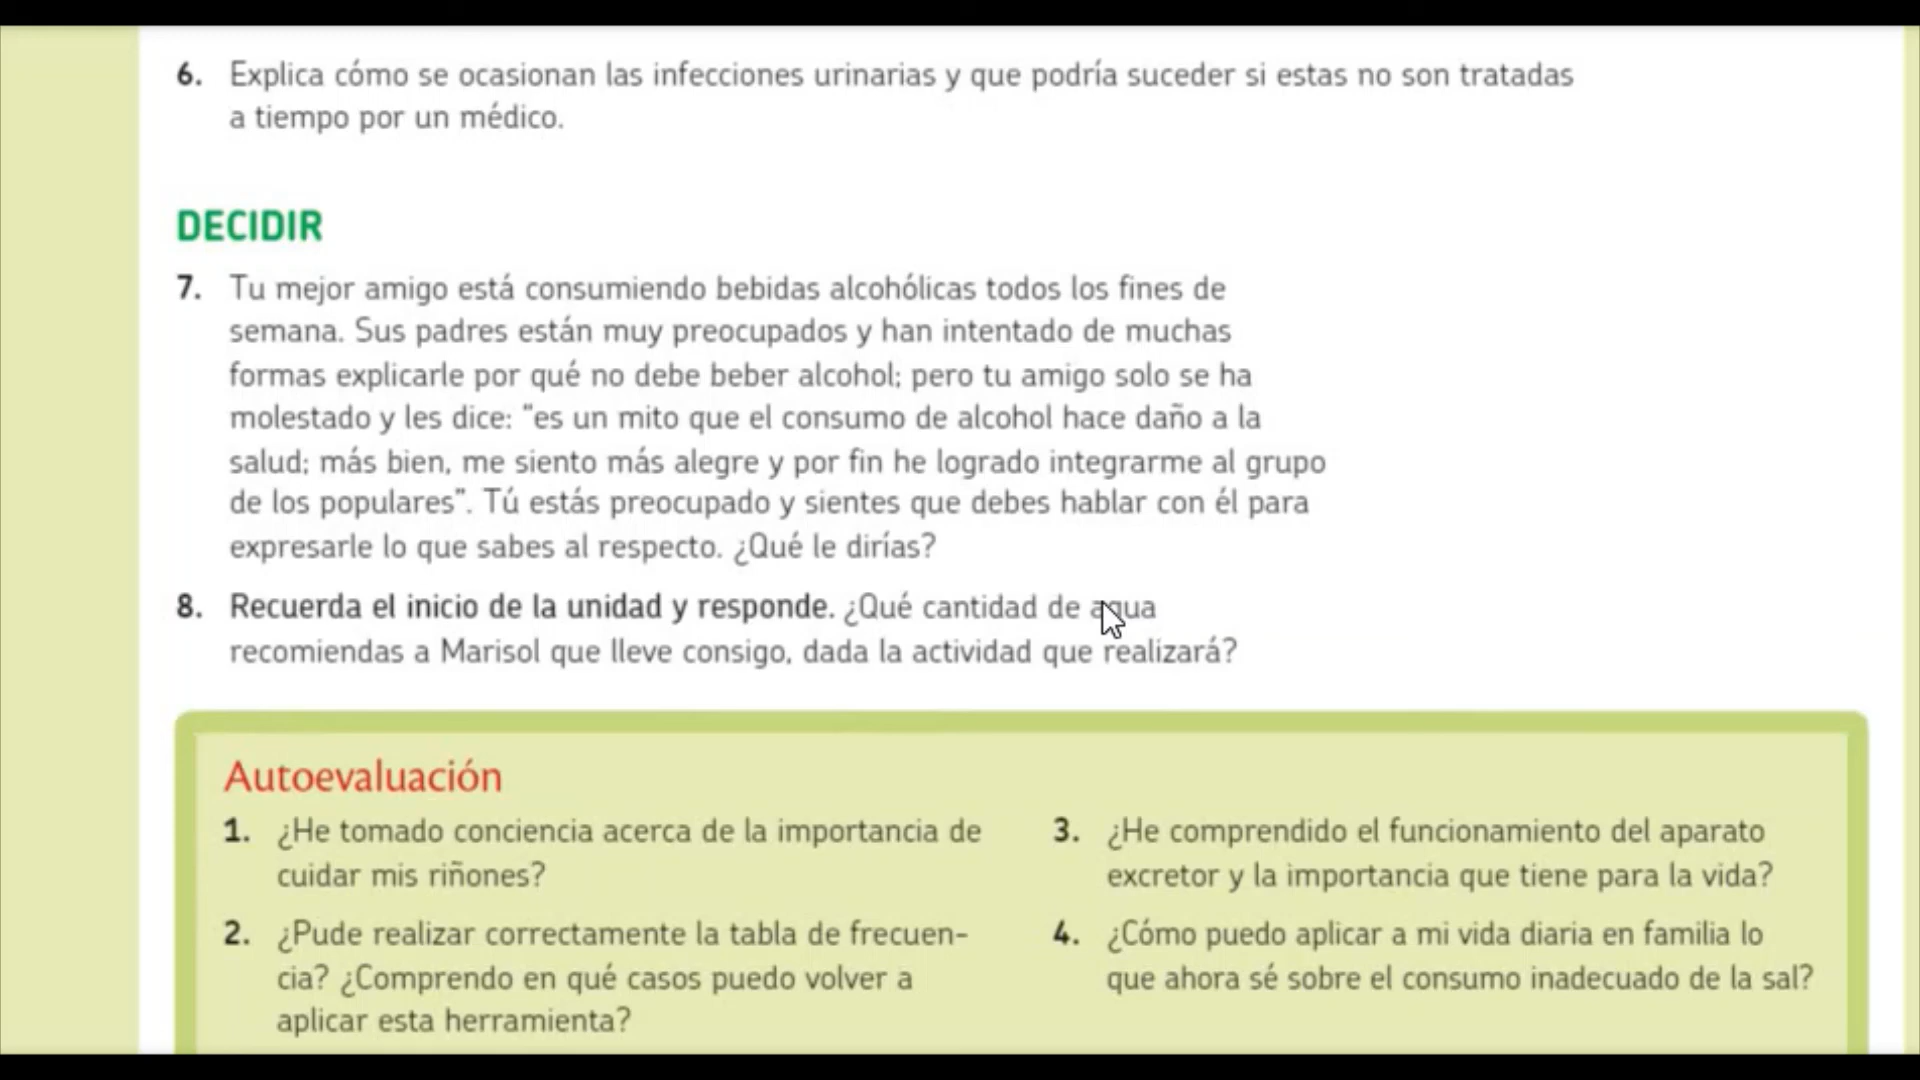 6. Explica cómo se ocasionan las infecciones urinarias y que podría suceder si estas no son tratadas
a tiempo por un médico.
DECIDIR
7. Tu mejor amigo está consumiendo bebidas alcohólicas todos los fines de
semana. Sus padres están muy preocupados y han intentado de muchas
formas explicarle por qué no debe beber alcohol; pero tu amigo solo se ha
molestado y les dice: "es un mito que el consumo de alcohol hace daño a la
salud; más bien, me siento más alegre y por fin he logrado integrarme al grupo
de los populares". Tú estás preocupado y sientes que debes hablar con él para
expresarle lo que sabes al respecto. ¿Qué le dirías?
8. Recuerda el inicio de la unidad y responde. ¿Qué cantidad de agua
recomiendas a Marisol que lleve consigo, dada la actividad que realizará?
Autoevaluación
1. ¿He tomado conciencia acerca de la importancia de
cuidar mis riñones?
2. ¿Pude realizar correctamente la tabla de frecuen-
cia? ¿Comprendo en qué casos puedo volver a
aplicar esta herramienta?
3. ¿He comprendido el funcionamiento del aparato
excretor y la importancia que tiene para la vida?
4. ¿Cómo puedo aplicar a mi vida diaria en familia lo
que ahora sé sobre el consumo inadecuado de la sal?